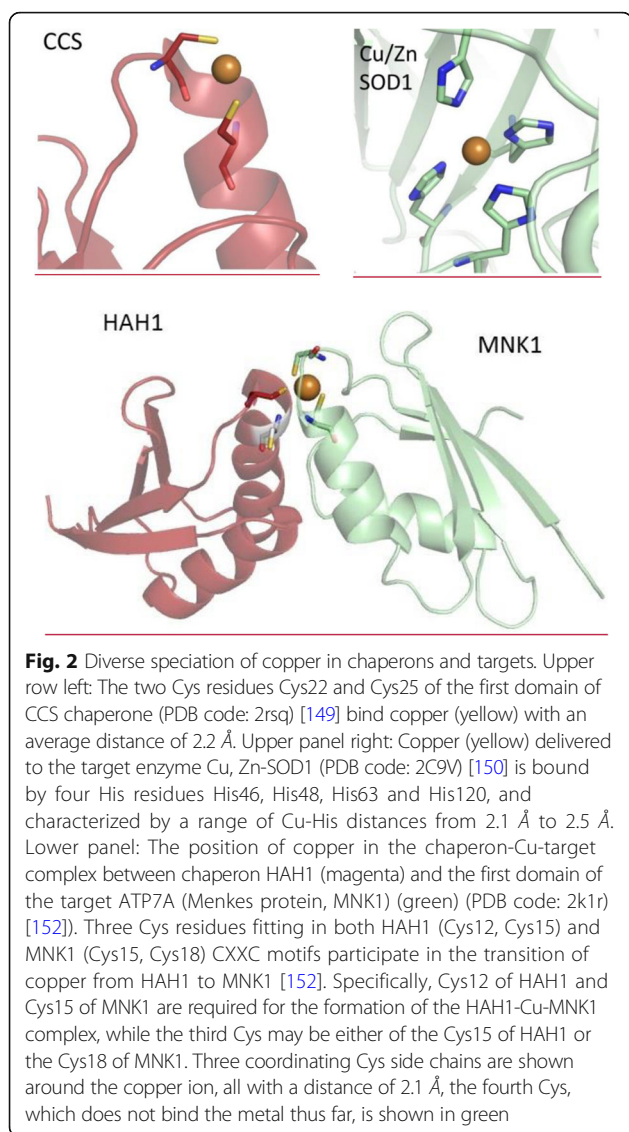 CCS
Cu/Zn
SOD1
HAH1
MNK1
Fig. 2 Diverse speciation of copper in chaperons and targets. Upper
row left: The two Cys residues Cys22 and Cys25 of the first domain of
CCS chaperone (PDB code: 2rsq) [149] bind copper (yellow) with an
average distance of 2.2 Å. Upper panel right: Copper (yellow) delivered
to the target enzyme Cu, Zn-SOD1 (PDB code: 2C9V) [150] is bound
by four His residues His46, His48, His63 and His120, and
characterized by a range of Cu-His distances from 2.1 Å to 2.5 Å.
Lower panel: The position of copper in the chaperon-Cu-target
complex between chaperon HAH1 (magenta) and the first domain of
the target ATP7A (Menkes protein, MNK1) (green) (PDB code: 2k1r)
[152]). Three Cys residues fitting in both HAH1 (Cys12, Cys15) and
MNK1 (Cys15, Cys18) CXXC motifs participate in the transition of
copper from HAH1 to MNK1 [152]. Specifically, Cys12 of HAH1 and
Cys15 of MNK1 are required for the formation of the HAH1-Cu-MNK1
complex, while the third Cys may be either of the Cys15 of HAH1 or
the Cys18 of MNK1. Three coordinating Cys side chains are shown
around the copper ion, all with a distance of 2.1 Å, the fourth Cys,
which does not bind the metal thus far, is shown in green